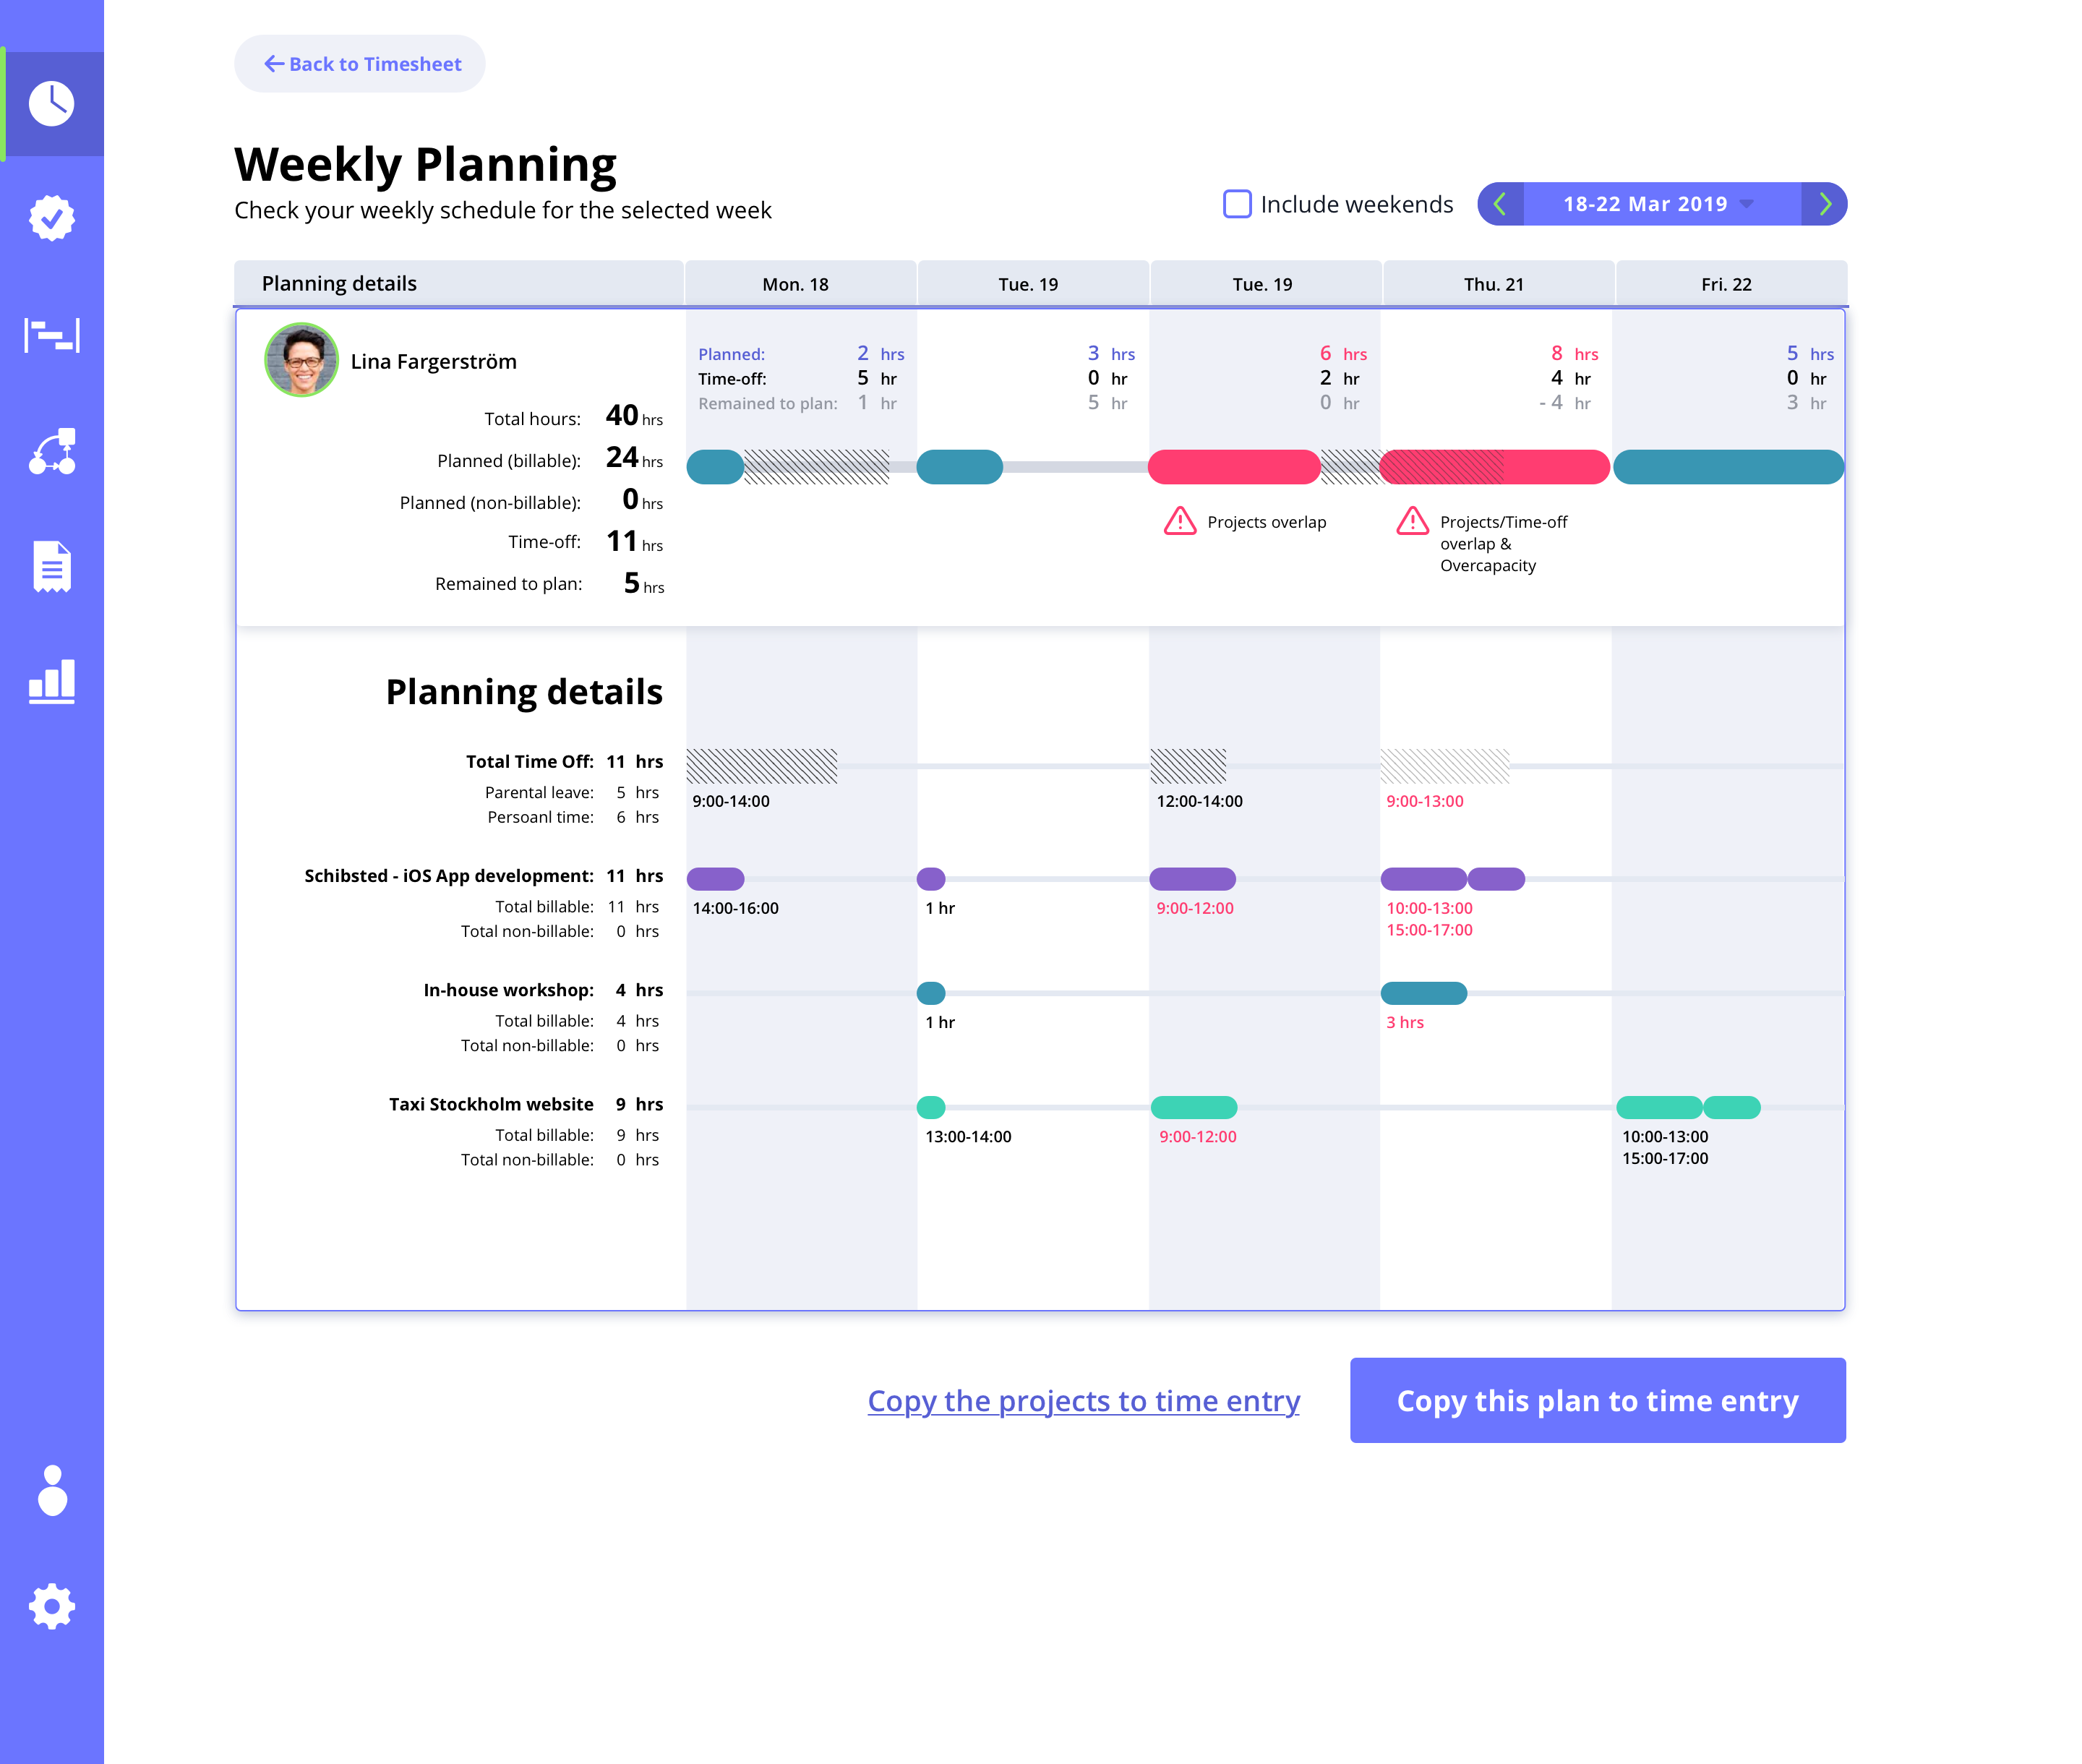 Back to Timesheet
Weekly Planning
Check your weekly schedule for the selected week
Include weekends
18-22 Mar 2019
Planning details Mon. 18 Tue. 19 Tue. 19 Thu. 21 Fri. 22
Lina Fargerström
Planned: 2 hrs 3 hrs 6 hrs 8 hrs 5 hrs
Time-off: 5 hr 0 hr 2 hr 4 hr 0 hr
Remained to plan: 1 hr 5 hr 0 hr - 4 hr 3 hr
Total hours: 40 hrs
Planned (billable): 24 hrs
Planned (non-billable): 0 hrs
Time-off: 11 hrs
Remained to plan: 5 hrs
Projects overlap
Projects/Time-off
overlap &
Overcapacity
Planning details
Total Time Off: 11 hrs
Parental leave: 5 hrs
Persoanl time: 6 hrs
9:00-14:00 12:00-14:00 9:00-13:00
Schibsted - iOS App development: 11 hrs
Total billable: 11 hrs
Total non-billable: 0 hrs
14:00-16:00 1 hr 9:00-12:00 10:00-13:00
15:00-17:00
In-house workshop: 4 hrs
Total billable: 4 hrs
Total non-billable: 0 hrs
1 hr 3 hrs
Taxi Stockholm website 9 hrs
Total billable: 9 hrs
Total non-billable: 0 hrs
13:00-14:00 9:00-12:00 10:00-13:00
15:00-17:00
Copy the projects to time entry
Copy this plan to time entry